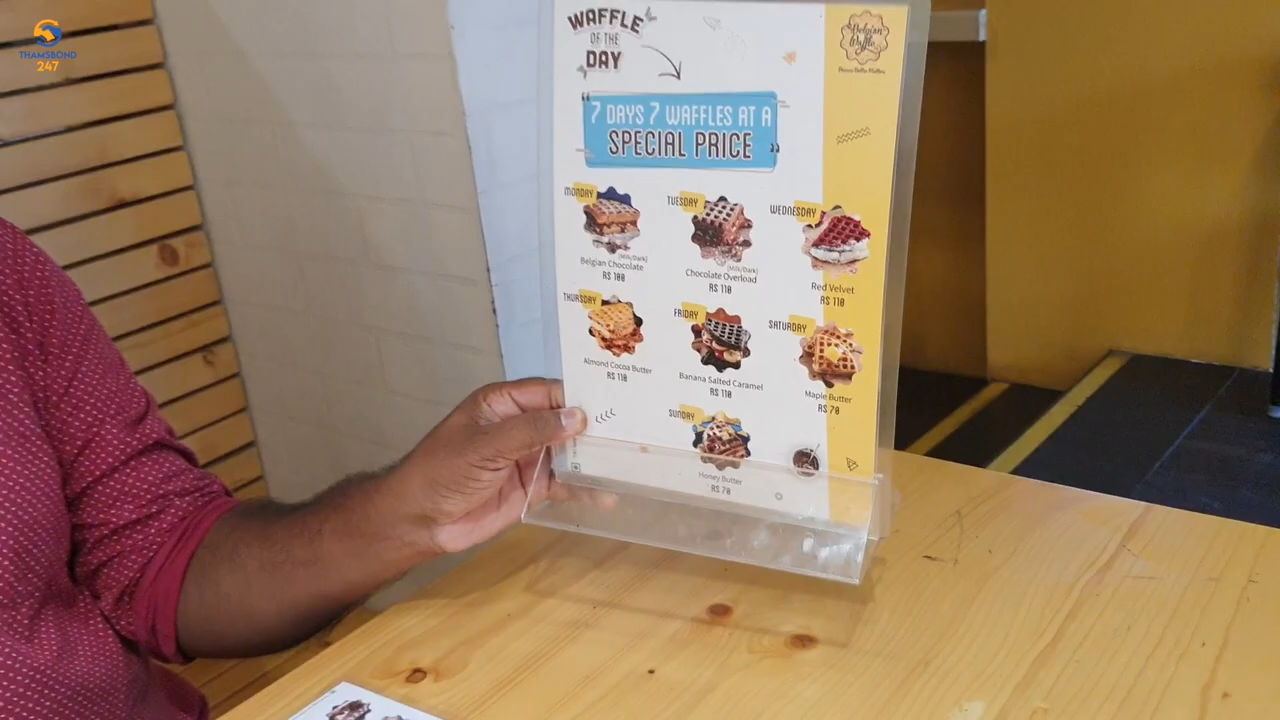 THAMSBOND
247
WAFFLE
OF THE
DAY
Belgian
Waffle
"7 DAYS 7 WAFFLES AT A
SPECIAL PRICE"
MONDAY
(Milk/Dark)
Belgian Chocolate
RS 100
TUESDAY
(Milk/Dark)
Chocolate Overload
RS 110
WEDNESDAY
Red Velvet
RS 110
THURSDAY
Almond Cocoa Butter
RS 110
FRIDAY
Banana Salted Caramel
RS 110
SATURDAY
Maple Butter
RS 70
SUNDAY
Honey Butter
RS 70